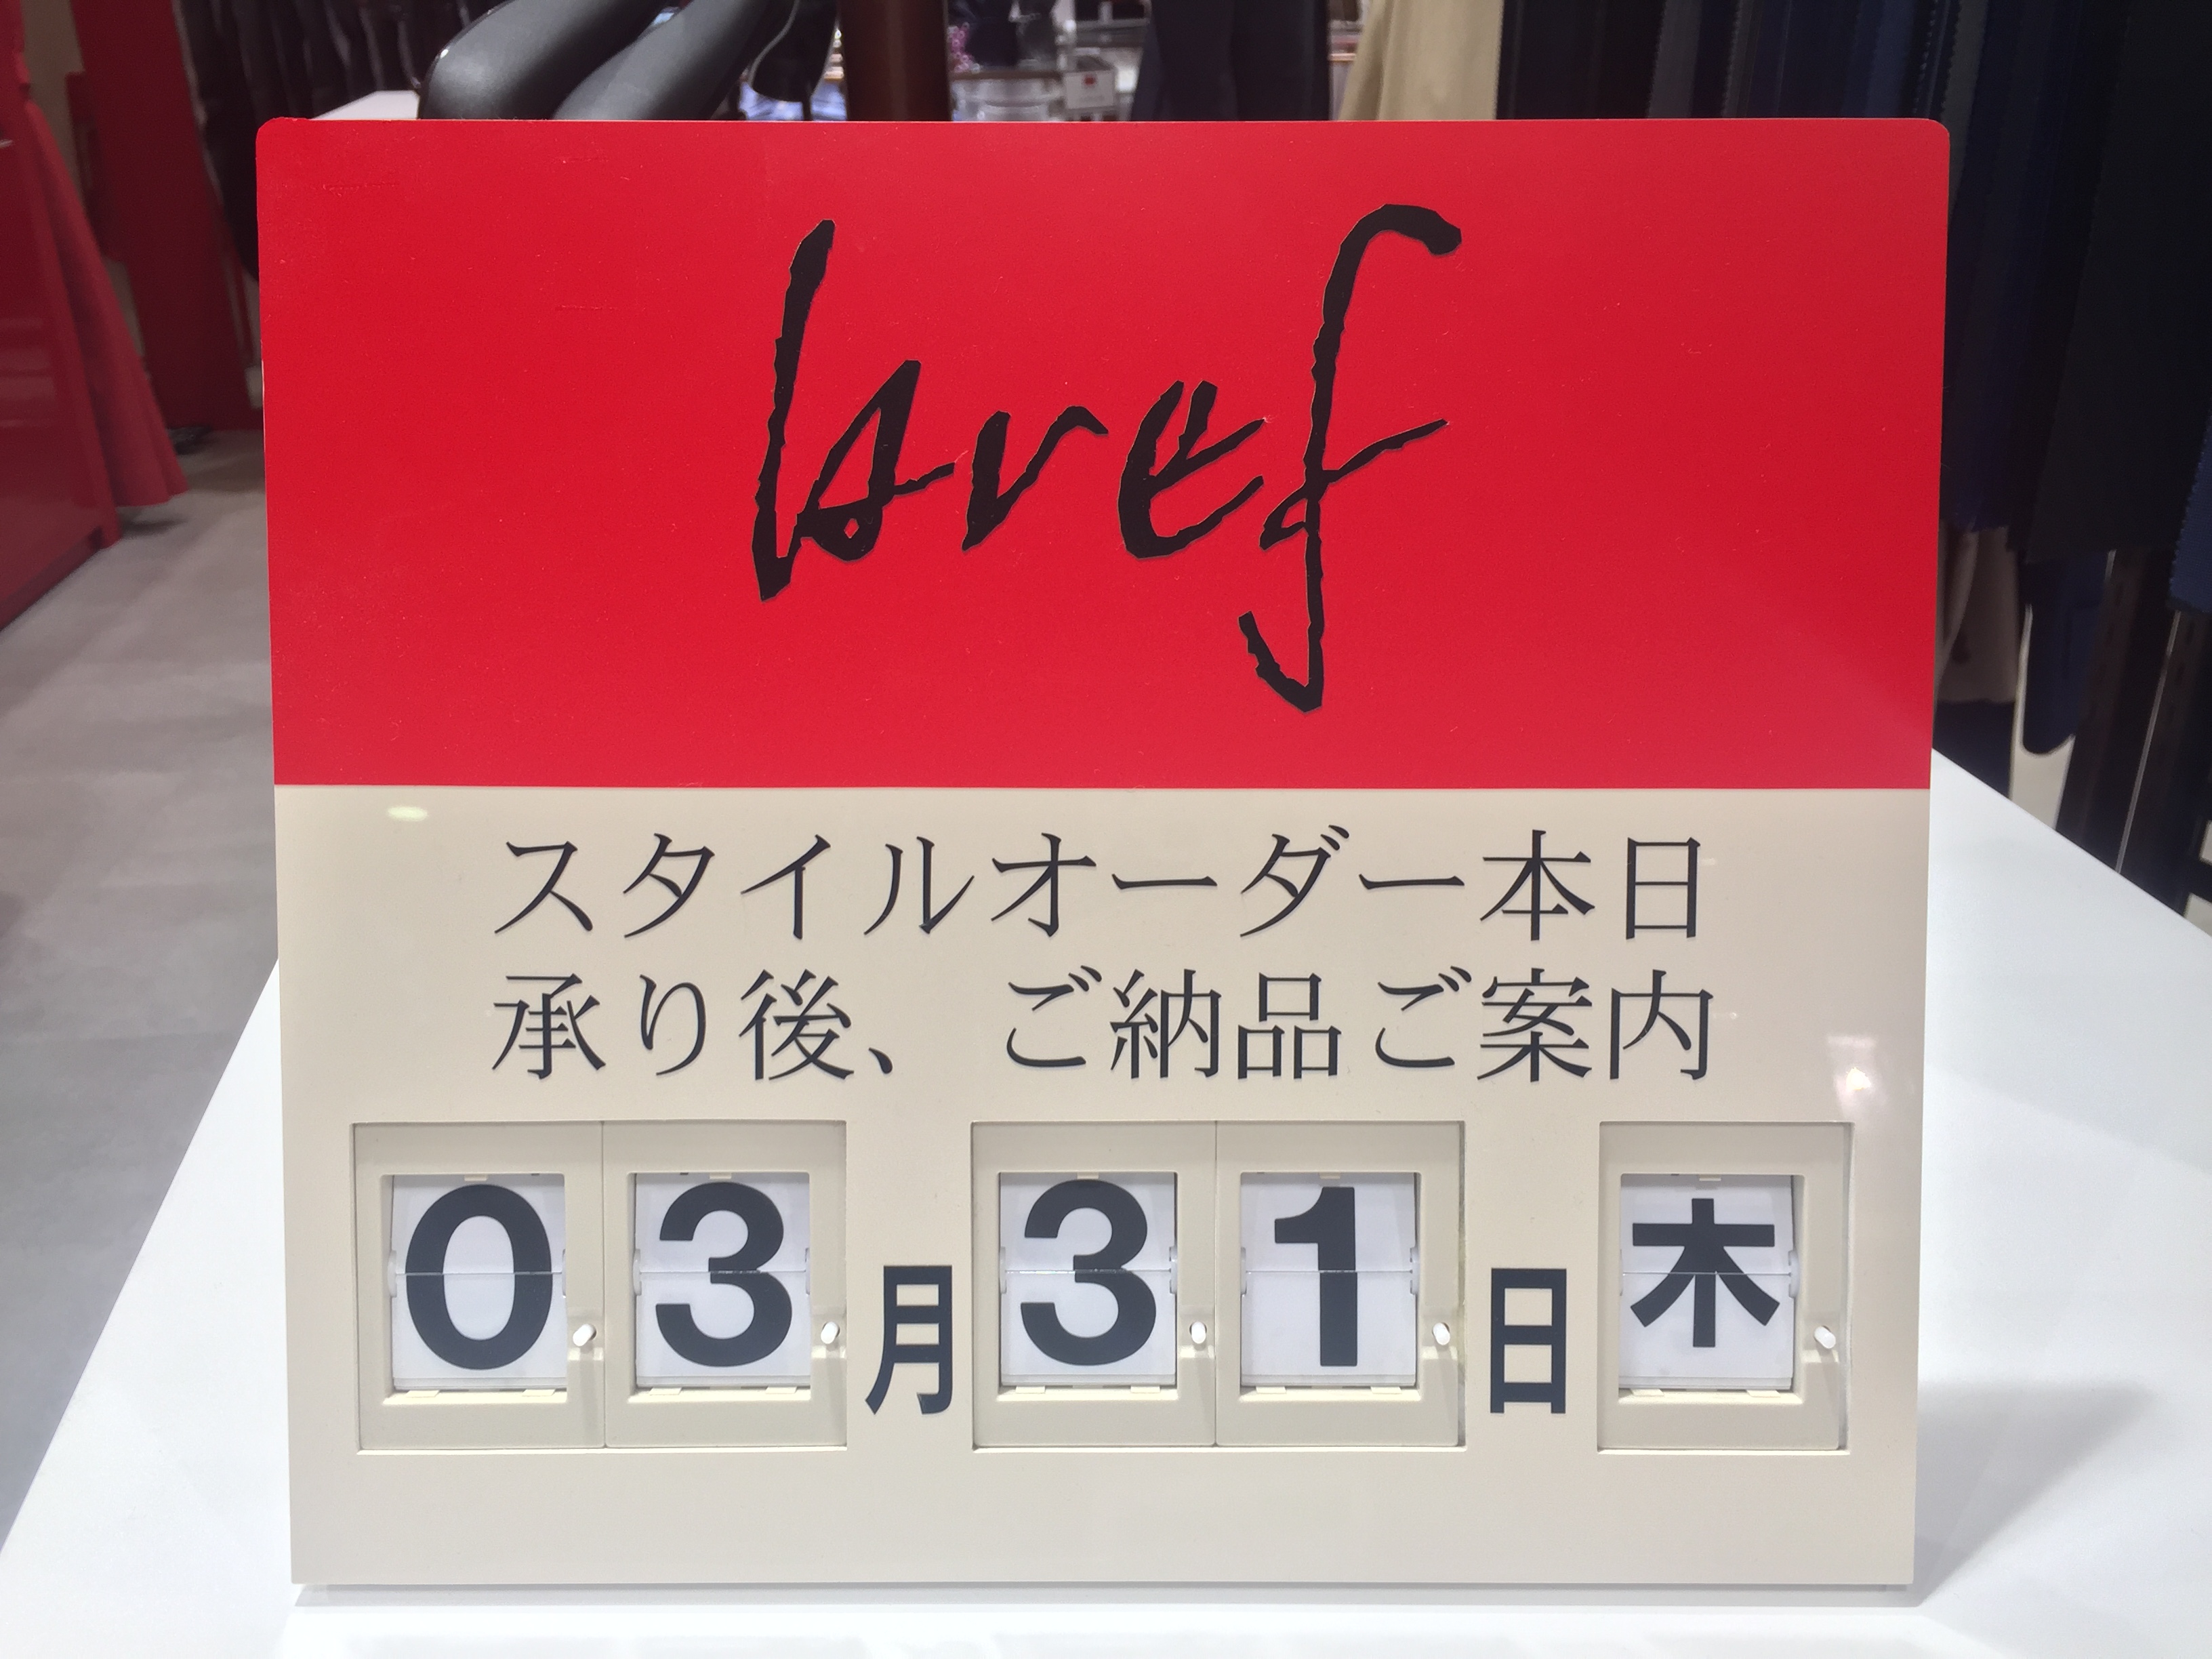 bref
スタイルオーダー本日
承り後、ご納品ご案内
03月31日 木